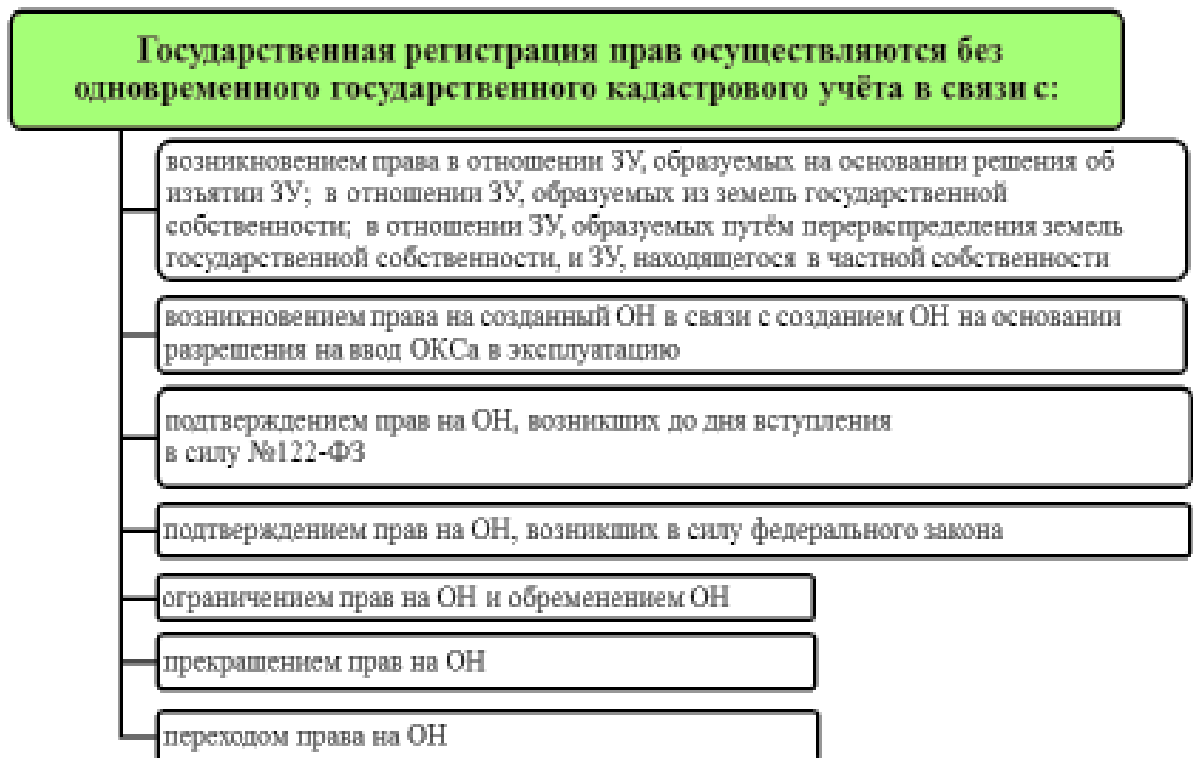 Государственная регистрация прав осуществляются без
одновременного государственного кадастрового учёта в связи с:
возникновением права в отношении ЗУ, образуемых на основании решения об
изъятии ЗУ; в отношении ЗУ, образуемых из земель государственной
собственности; в отношении ЗУ, образуемых путём перераспределения земель
государственной собственности, и ЗУ, находящегося в частной собственности
возникновением права на созданный ОН в связи с созданием ОН на основании
разрешения на ввод ОКСа в эксплуатацию
подтверждением прав на ОН, возникших до дня вступления
в силу №122-ФЗ
подтверждением прав на ОН, возникших в силу федерального закона
ограничением прав на ОН и обременением ОН
прекращением прав на ОН
переходом права на ОН